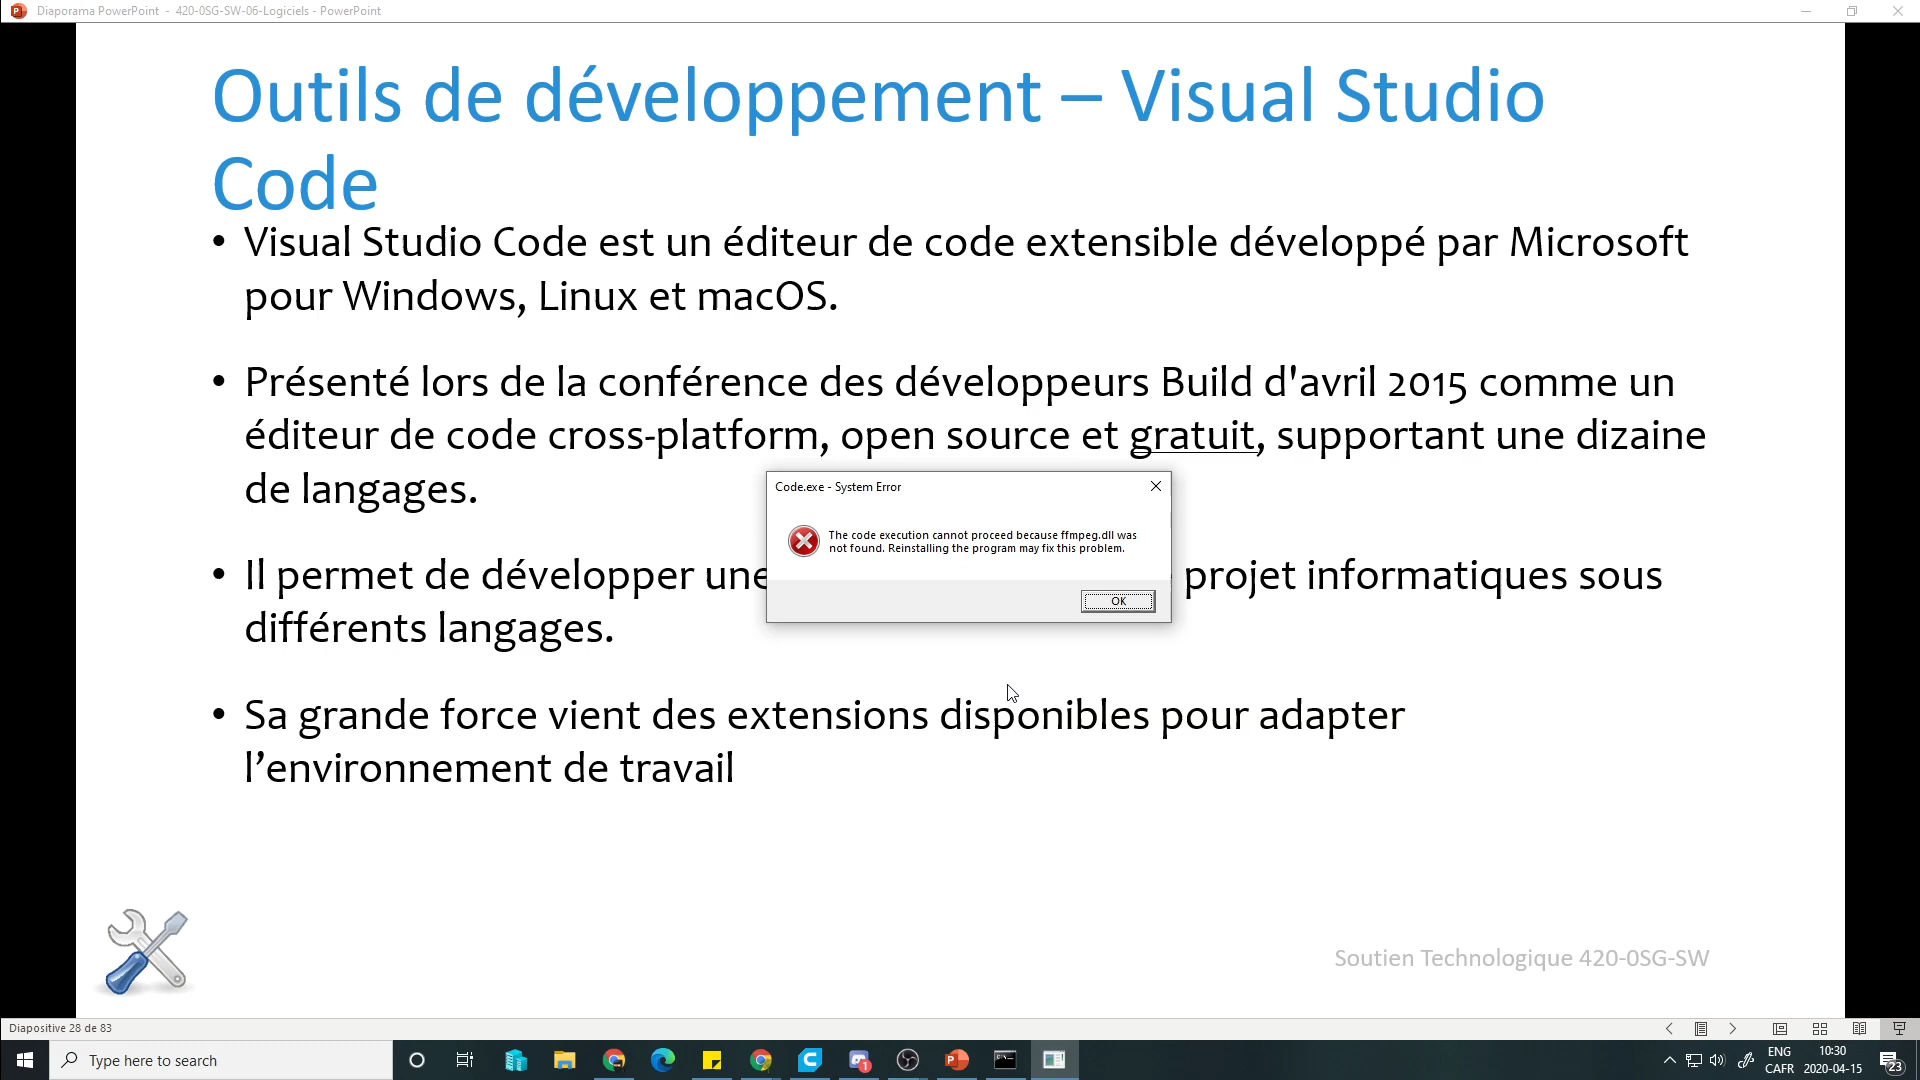 Diaporama PowerPoint - 420-0SG-SW-06-Logiciels - PowerPoint
Outils de développement – Visual Studio
Code
• Visual Studio Code est un éditeur de code extensible développé par Microsoft
pour Windows, Linux et macOS.
• Présenté lors de la conférence des développeurs Build d'avril 2015 comme un
éditeur de code cross-platform, open source et gratuit, supportant une dizaine
de langages.
Code.exe - System Error
The code execution cannot proceed because ffmpeg.dll was
not found. Reinstalling the program may fix this problem.
OK
• Il permet de développer une projet informatiques sous
différents langages.
• Sa grande force vient des extensions disponibles pour adapter
l’environnement de travail
Soutien Technologique 420-0SG-SW
Diapositive 28 de 83
Type here to search
1
ENG
CAFR
10:30
2020-04-15
23